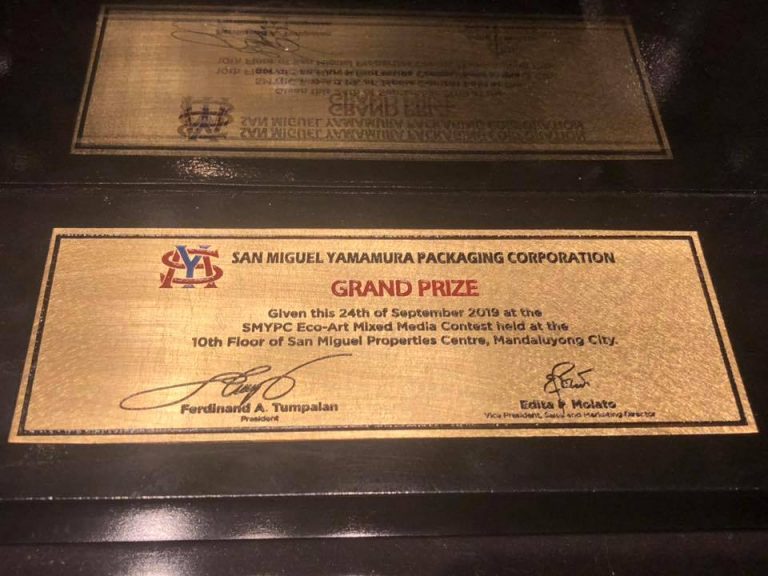 SAN MIGUEL YAMAMURA PACKAGING CORPORATION
GRAND PRIZE
Given this 24th of September 2019 at the
SMYPC Eco-Art Mixed Media Contest held at the
10th Floor of San Miguel Properties Centre, Mandaluyong City.
Ferdinand A. Tumpalan
President
Edita P. Molato
Vice President, Sales and Marketing Director